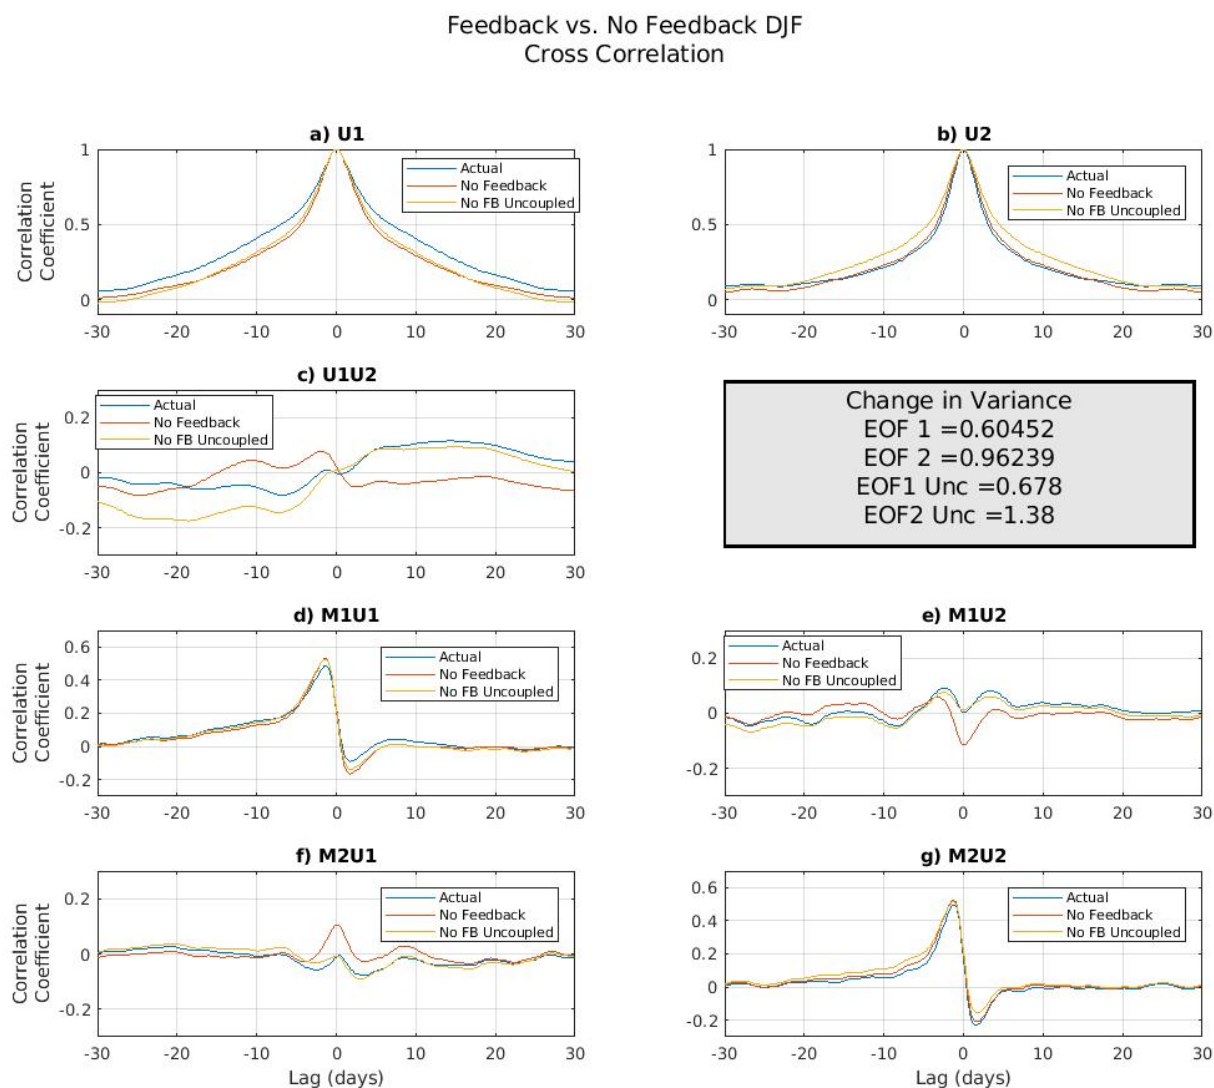 Feedback vs. No Feedback DJF
Cross Correlation
a) U1
Correlation
Coefficient
1
0.5
0
-30 -20 -10 0 10 20 30
Actual
No Feedback
No FB Uncoupled
b) U2
1
0.5
0
-30 -20 -10 0 10 20 30
Actual
No Feedback
No FB Uncoupled
c) U1U2
Correlation
Coefficient
0.2
0
-0.2
-30 -20 -10 0 10 20 30
Actual
No Feedback
No FB Uncoupled
Change in Variance
EOF 1 =0.60452
EOF 2 =0.96239
EOF1 Unc =0.678
EOF2 Unc =1.38
d) M1U1
Correlation
Coefficient
0.6
0.4
0.2
0
-0.2
-30 -20 -10 0 10 20 30
Actual
No Feedback
No FB Uncoupled
e) M1U2
0.2
0
-0.2
-30 -20 -10 0 10 20 30
Actual
No Feedback
No FB Uncoupled
f) M2U1
Correlation
Coefficient
0.2
0
-0.2
-30 -20 -10 0 10 20 30
Lag (days)
Actual
No Feedback
No FB Uncoupled
g) M2U2
0.6
0.4
0.2
0
-0.2
-30 -20 -10 0 10 20 30
Lag (days)
Actual
No Feedback
No FB Uncoupled